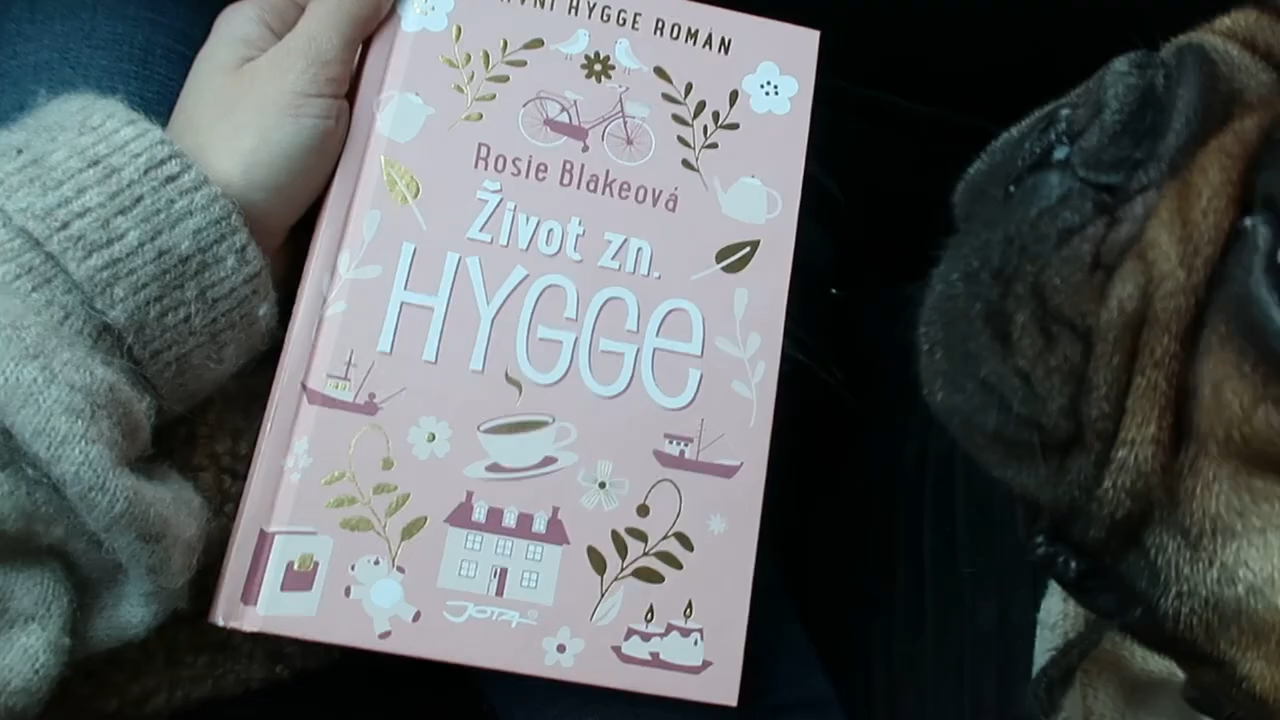 HYGGE ROMÁN
Rosie Blakeová
Život zn.
HYGGE
JOTA